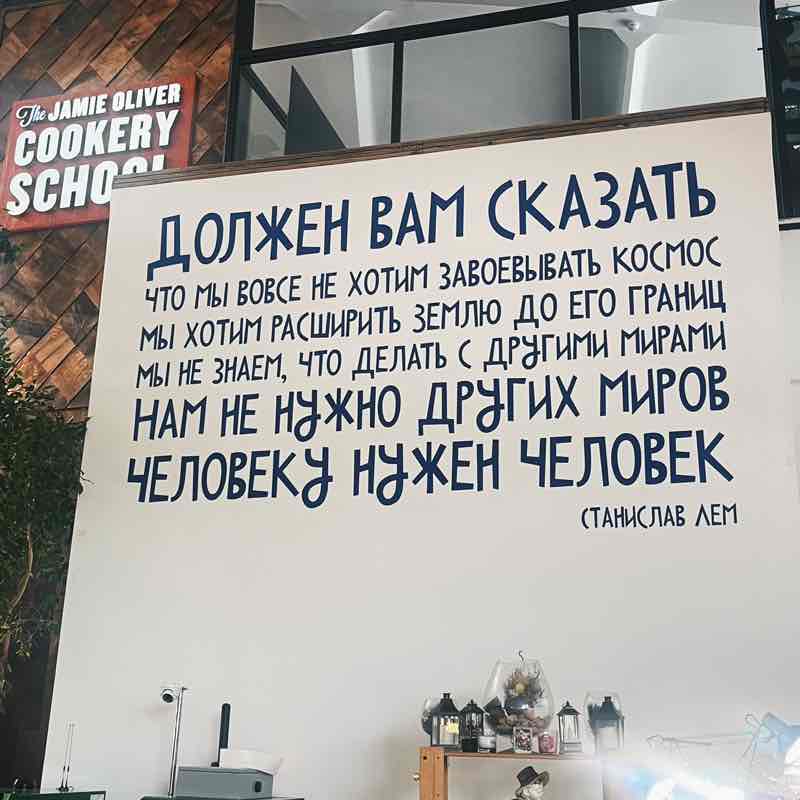 The JAMIE OLIVER
COOKERY
SCHOOL
ДОЛЖЕН ВАМ СКАЗАТЬ
ЧТО МЫ ВОВСЕ НЕ ХОТИМ ЗАВОЕВЫВАТЬ КОСМОС
МЫ ХОТИМ РАСШИРИТЬ ЗЕМЛЮ ДО ЕГО ГРАНИЦ
МЫ НЕ ЗНАЕМ, ЧТО ДЕЛАТЬ С ДРУГИМИ МИРАМИ
НАМ НЕ НУЖНО ДРУГИХ МИРОВ
ЧЕЛОВЕКУ НУЖЕН ЧЕЛОВЕК
СТАНИСЛАВ ЛЕМ